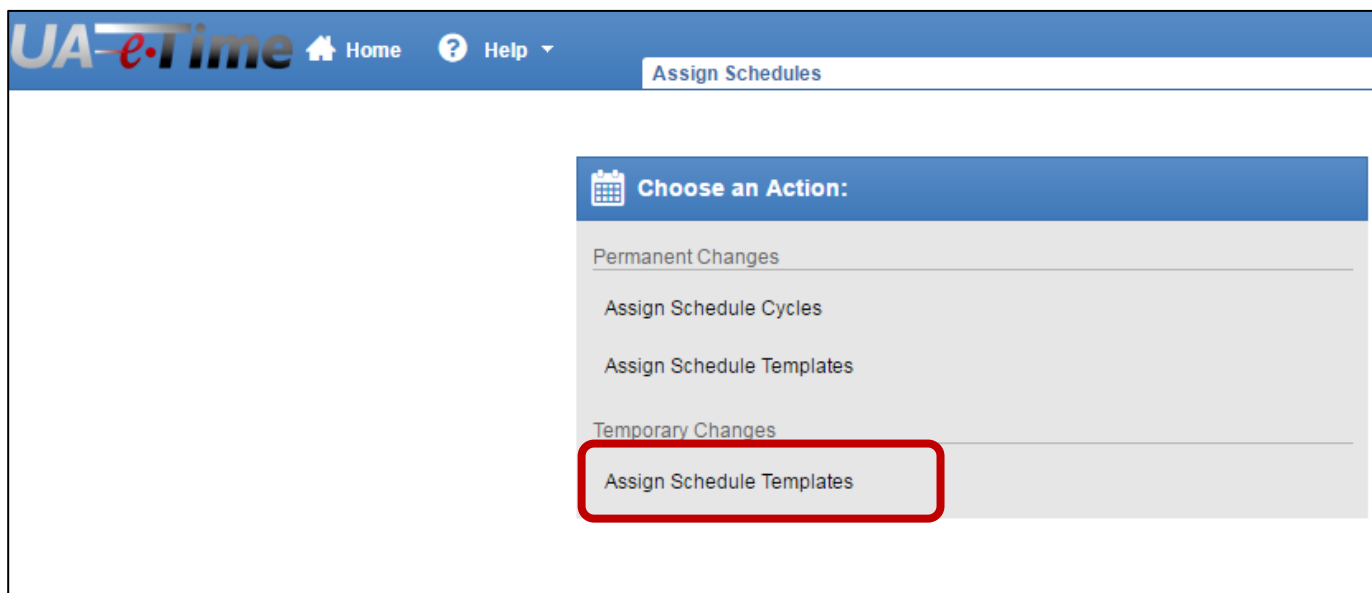 UA-e•Time Home ? Help
Assign Schedules
Choose an Action:
Permanent Changes
Assign Schedule Cycles
Assign Schedule Templates
Temporary Changes
Assign Schedule Templates